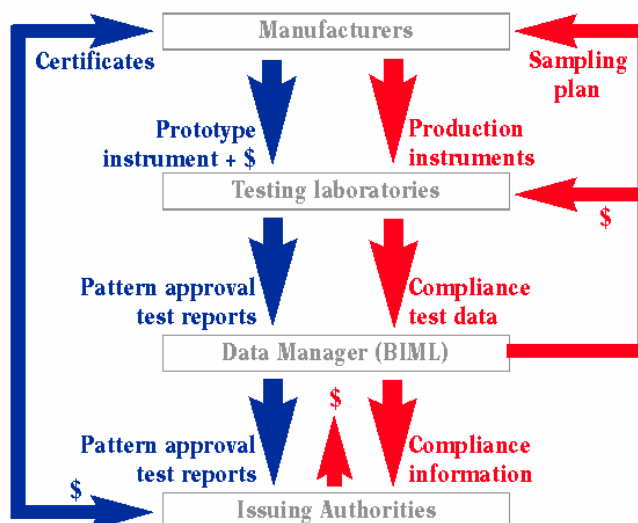 Manufacturers
Certificates
Sampling
plan
Prototype
instrument + $
Production
instruments
Testing laboratories
$
Pattern approval
test reports
Compliance
test data
Data Manager (BIML)
$
Pattern approval
test reports
Compliance
information
$
Issuing Authorities